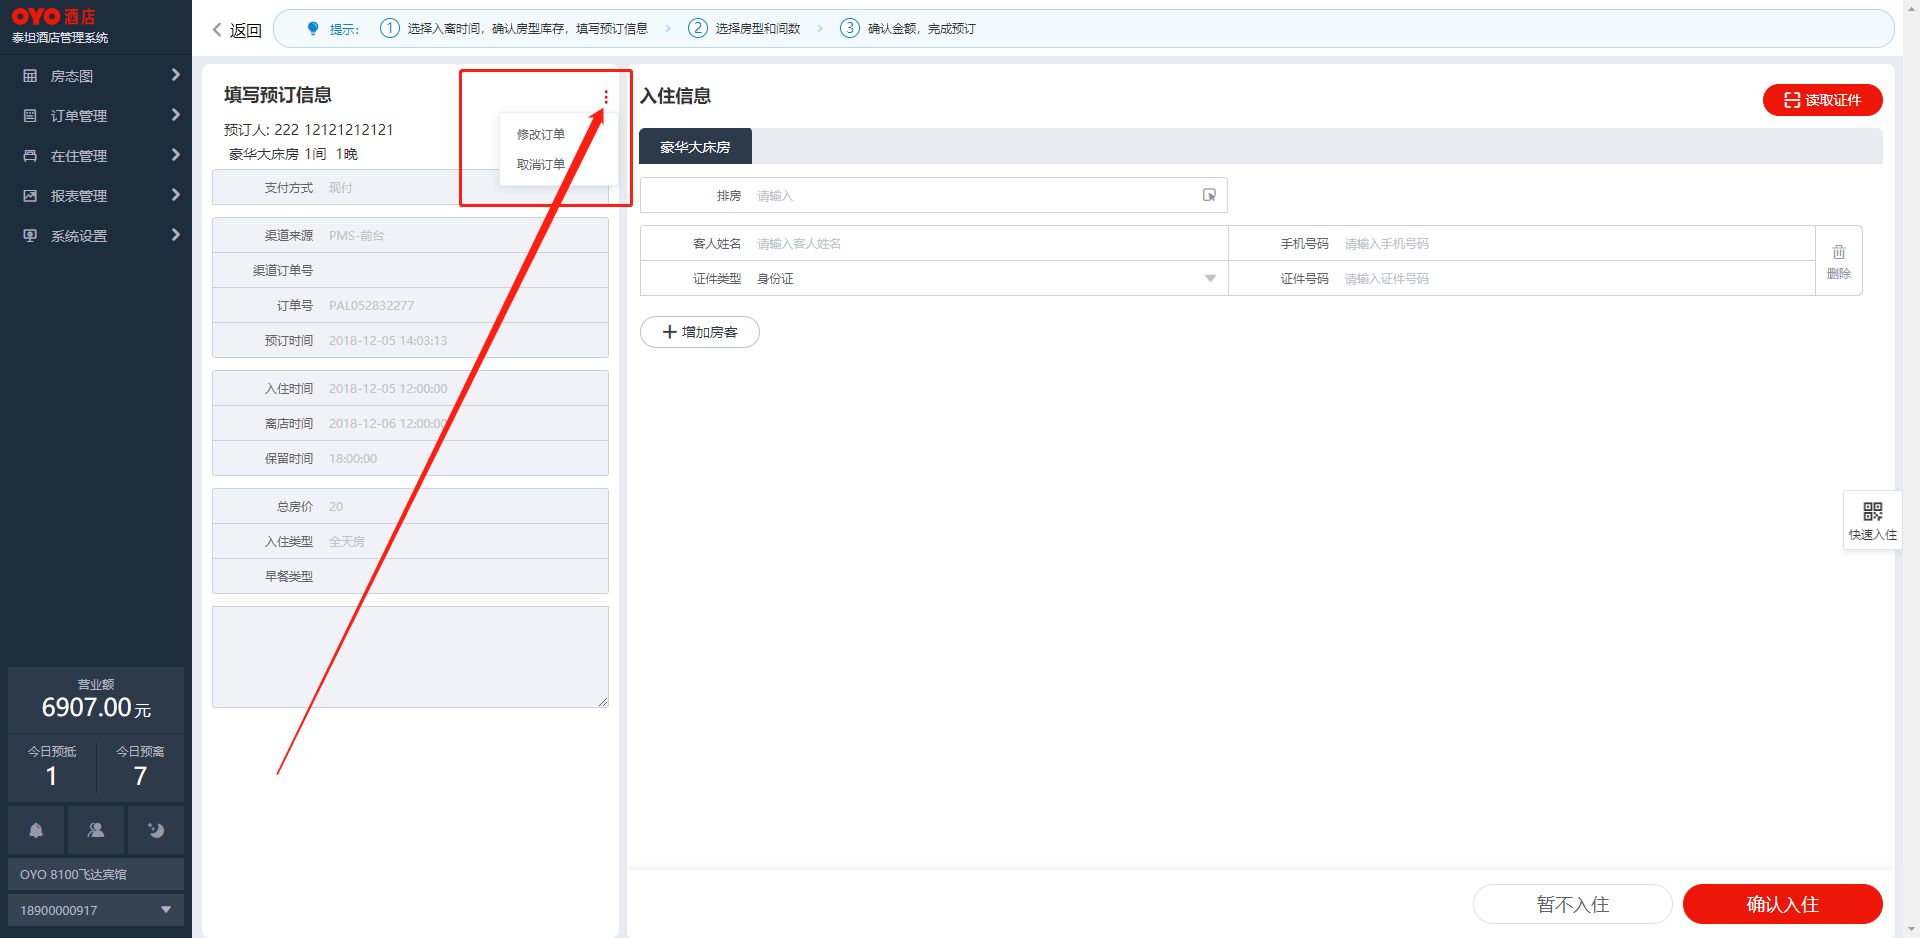 OYO 酒店
泰坦酒店管理系统
房态图
订单管理
在住管理
报表管理
系统设置
营业额
6907.00元
今日预抵
1
今日预离
7
OYO 8100飞达宾馆
18900000917
返回
提示:
1 选择入离时间，确认房型库存，填写预订信息
2 选择房型和间数
3 确认金额，完成预订
填写预订信息
修改订单
取消订单
预订人: 222 12121212121
豪华大床房 1间 1晚
支付方式 现付
渠道来源 PMS-前台
渠道订单号
订单号 PAL052832277
预订时间 2018-12-05 14:03:13
入住时间 2018-12-05 12:00:00
离店时间 2018-12-06 12:00:00
保留时间 18:00:00
总房价 20
入住类型 全天房
早餐类型
入住信息
读取证件
豪华大床房
排房 请输入
客人姓名 请输入客人姓名
手机号码 请输入手机号码
证件类型 身份证
证件号码 请输入证件号码
删除
增加房客
快速入住
暂不入住
确认入住